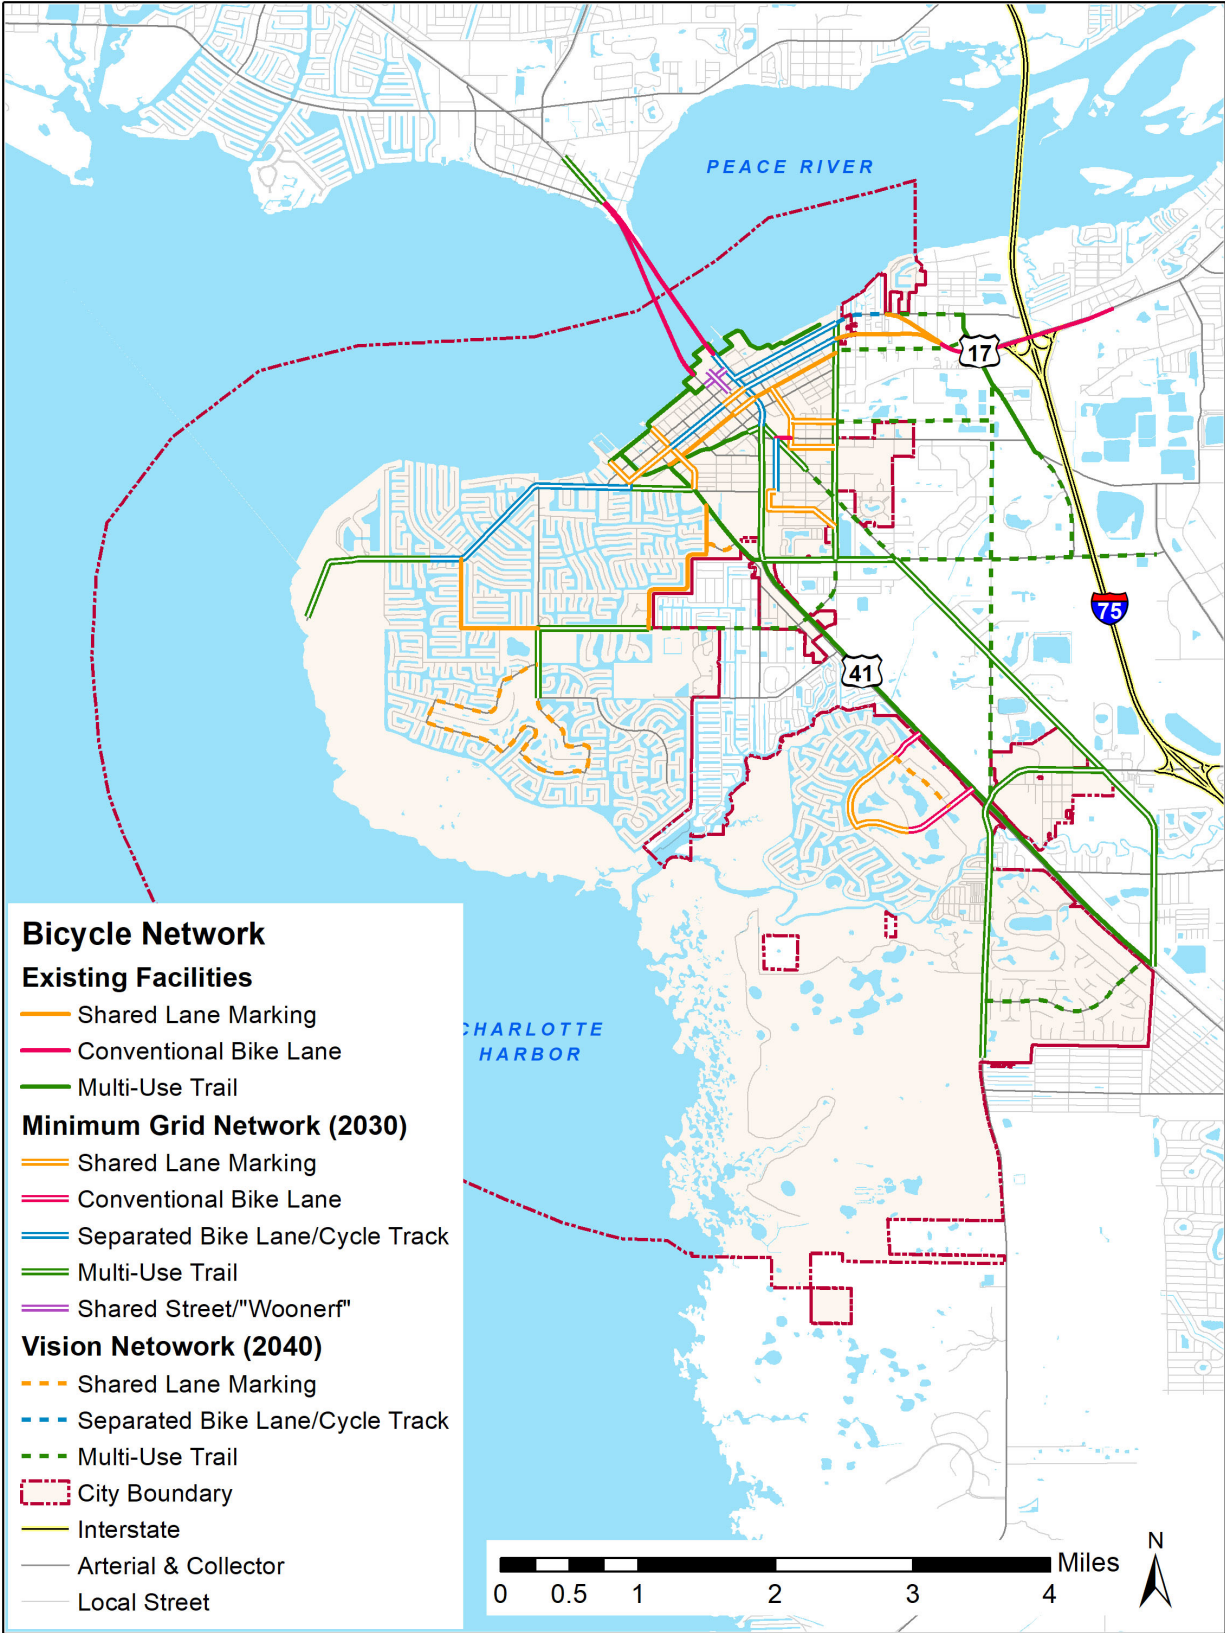 PEACE RIVER
17
75
41
CHARLOTTE
HARBOR
Bicycle Network
Existing Facilities
Shared Lane Marking
Conventional Bike Lane
Multi-Use Trail
Minimum Grid Network (2030)
Shared Lane Marking
Conventional Bike Lane
Separated Bike Lane/Cycle Track
Multi-Use Trail
Shared Street/"Woonerf"
Vision Netowork (2040)
Shared Lane Marking
Separated Bike Lane/Cycle Track
Multi-Use Trail
City Boundary
Interstate
Arterial & Collector
Local Street
Miles
0 0.5 1 2 3 4
N